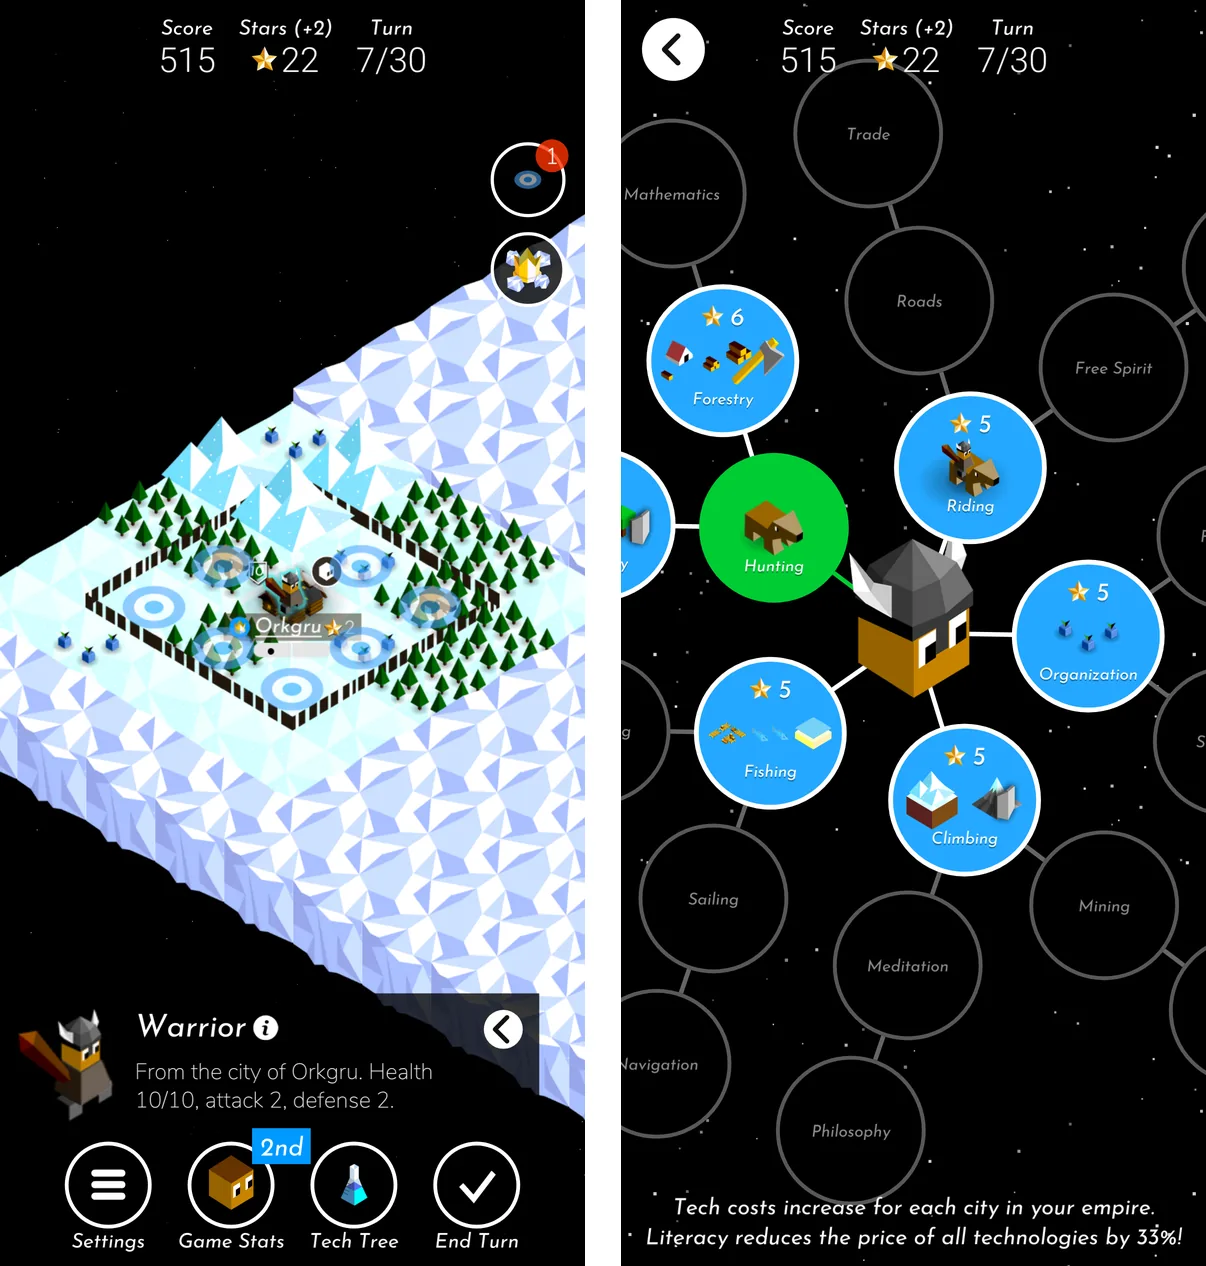 Score Stars (+2) Turn
515 22 7/30
1
10
Orkgru 2
Warrior i
From the city of Orkgru. Health
10/10, attack 2, defense 2.
2nd
Settings Game Stats Tech Tree End Turn
Score Stars (+2) Turn
515 22 7/30
Trade
Mathematics
Roads
6
Forestry
Free Spirit
5
Riding
y
Hunting
F
5
Organization
5
Fishing
g
S
5
Climbing
Sailing
Mining
Meditation
Navigation
Philosophy
Tech costs increase for each city in your empire.
Literacy reduces the price of all technologies by 33%!